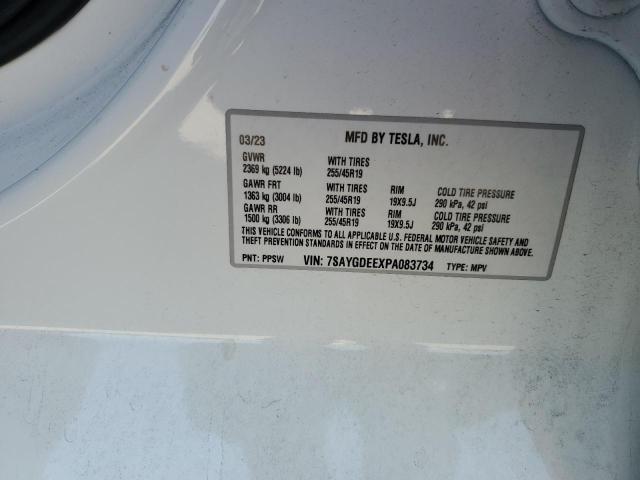 03/23 MFD BY TESLA, INC.
GVWR WITH TIRES
2369 kg (5224 lb) 255/45R19
GAWR FRT WITH TIRES RIM COLD TIRE PRESSURE
1363 kg (3004 lb) 255/45R19 19X9.5J 290 kPa, 42 psi
GAWR RR WITH TIRES RIM COLD TIRE PRESSURE
1500 kg (3306 lb) 255/45R19 19X9.5J 290 kPa, 42 psi
THIS VEHICLE CONFORMS TO ALL APPLICABLE U.S. FEDERAL MOTOR VEHICLE SAFETY AND
THEFT PREVENTION STANDARDS IN EFFECT ON THE DATE OF MANUFACTURE SHOWN ABOVE.
PNT: PPSW VIN: 7SAYGDEEXPA083734 TYPE: MPV